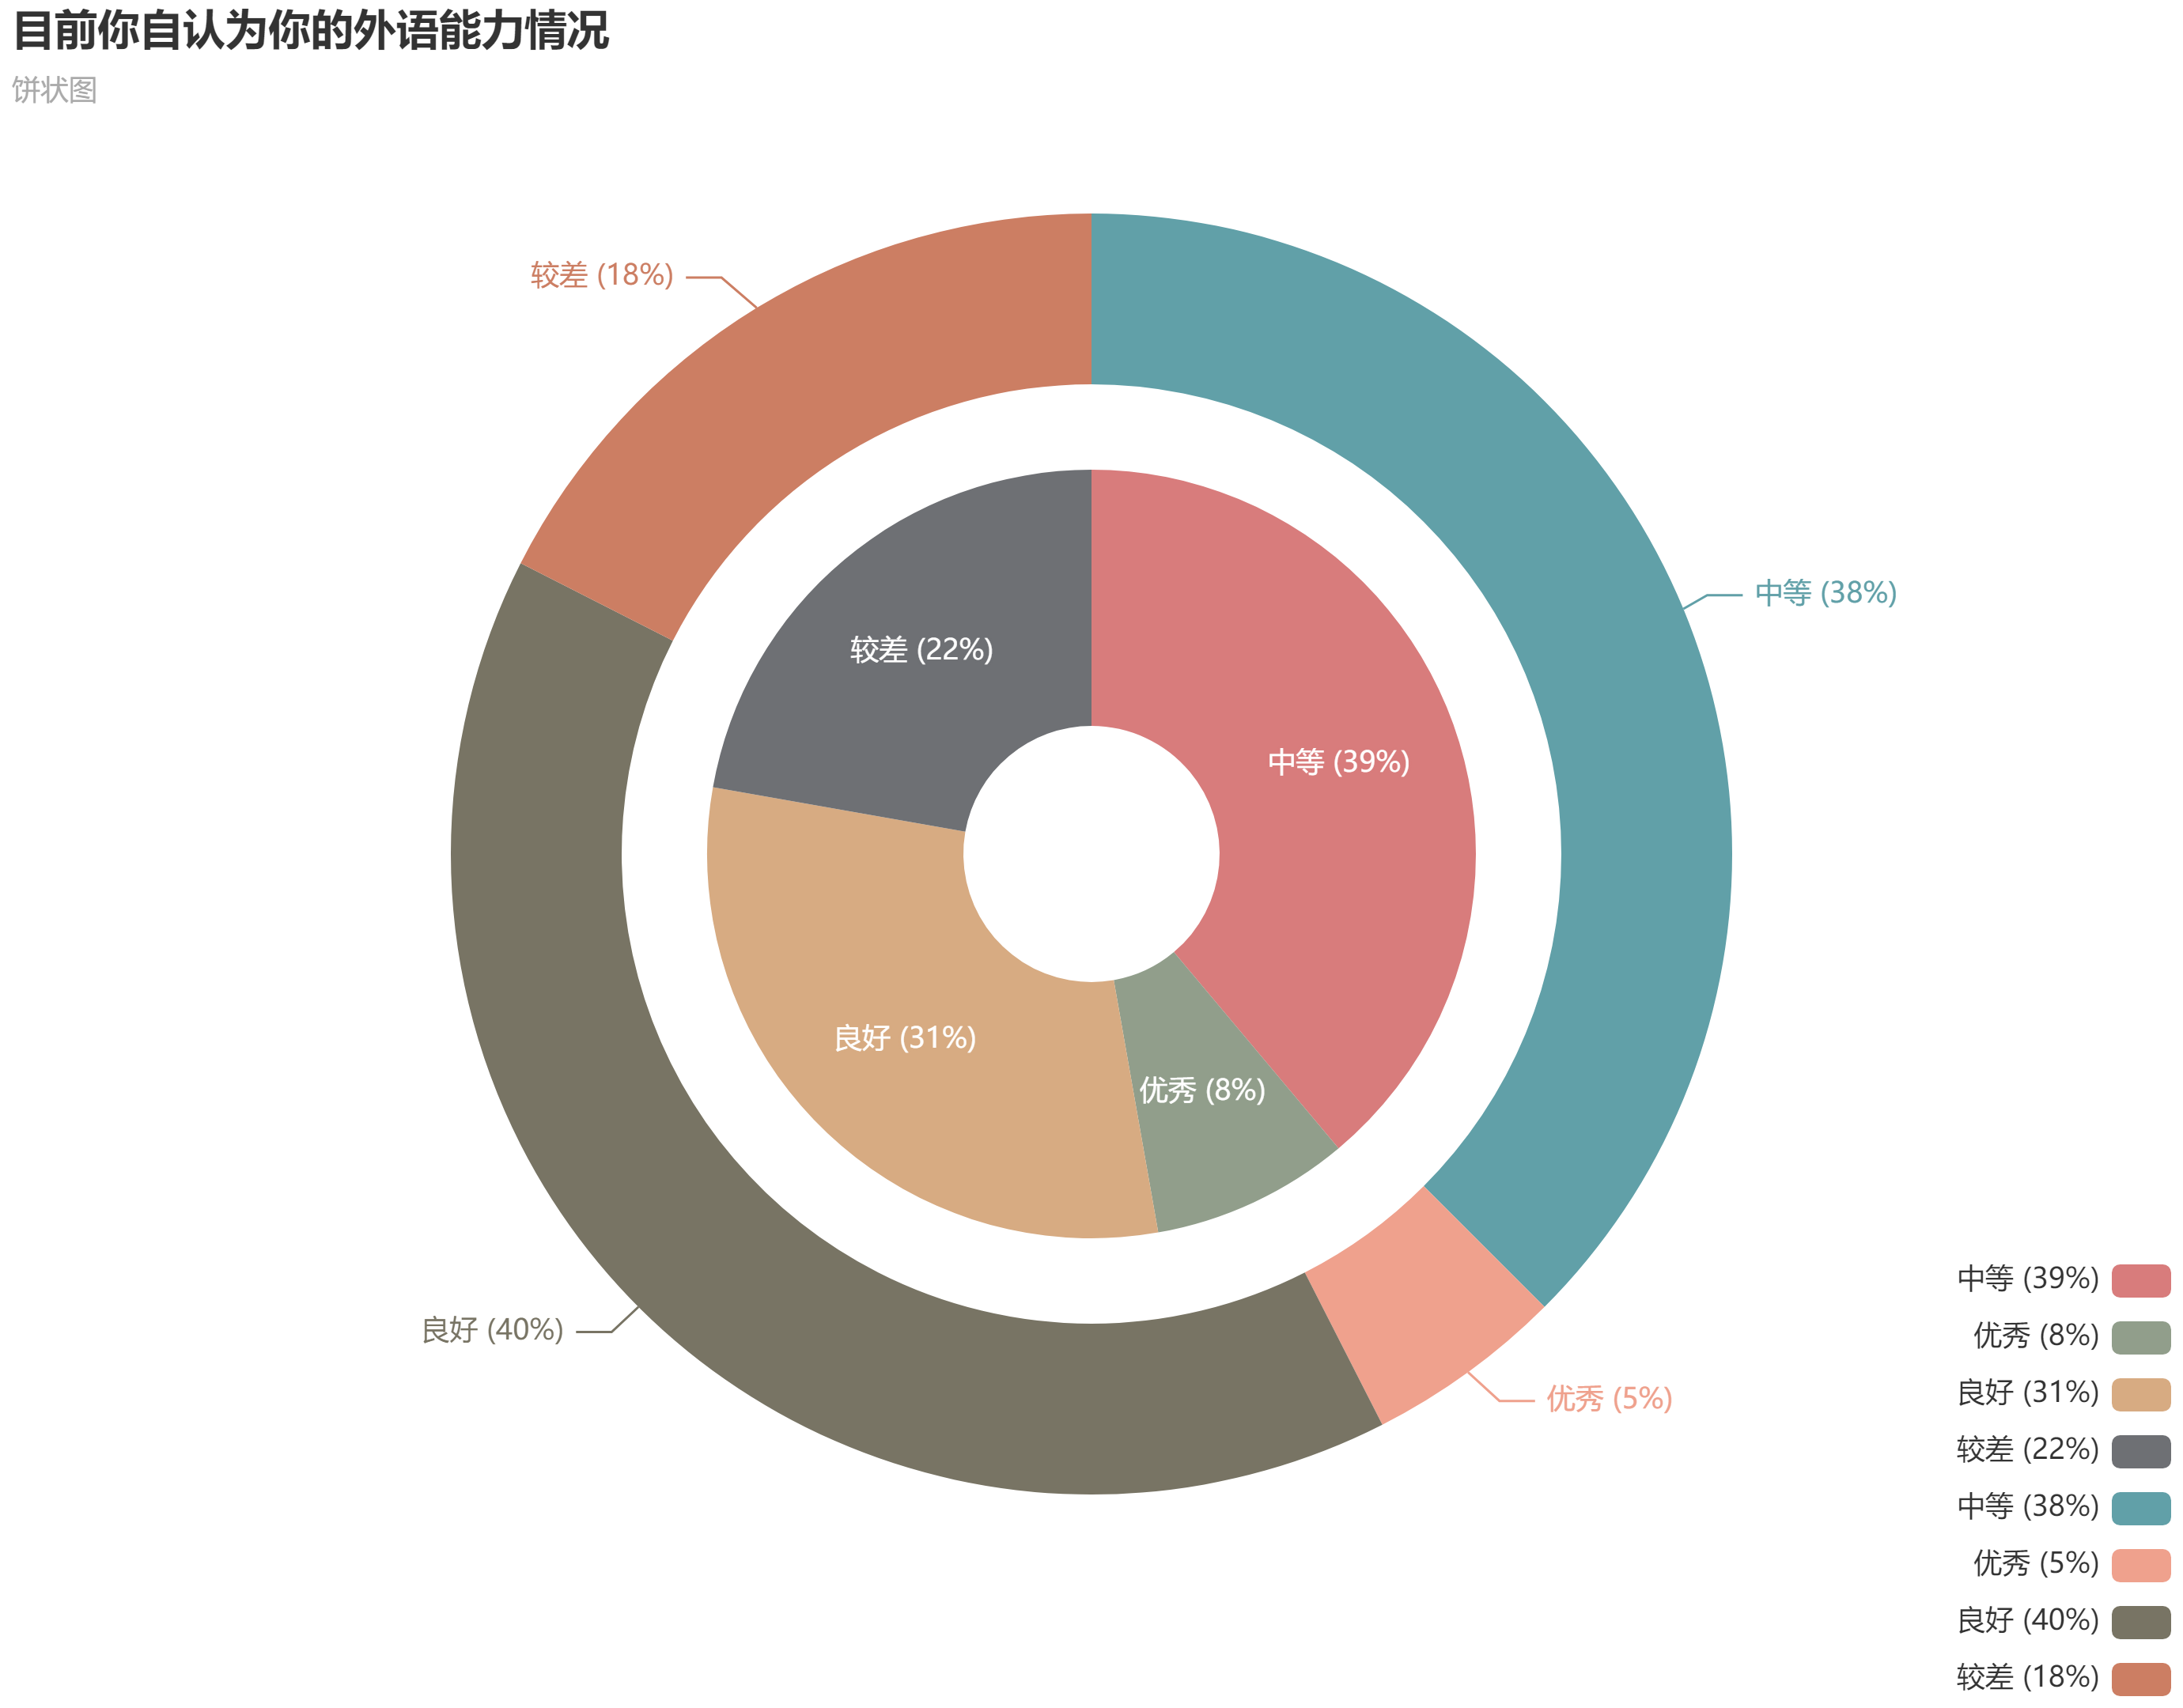 目前你自认为你的外语能力情况
饼状图
较差 (18%)
中等 (38%)
较差 (22%)
中等 (39%)
良好 (31%)
优秀 (8%)
良好 (40%)
优秀 (5%)
中等 (39%)
优秀 (8%)
良好 (31%)
较差 (22%)
中等 (38%)
优秀 (5%)
良好 (40%)
较差 (18%)